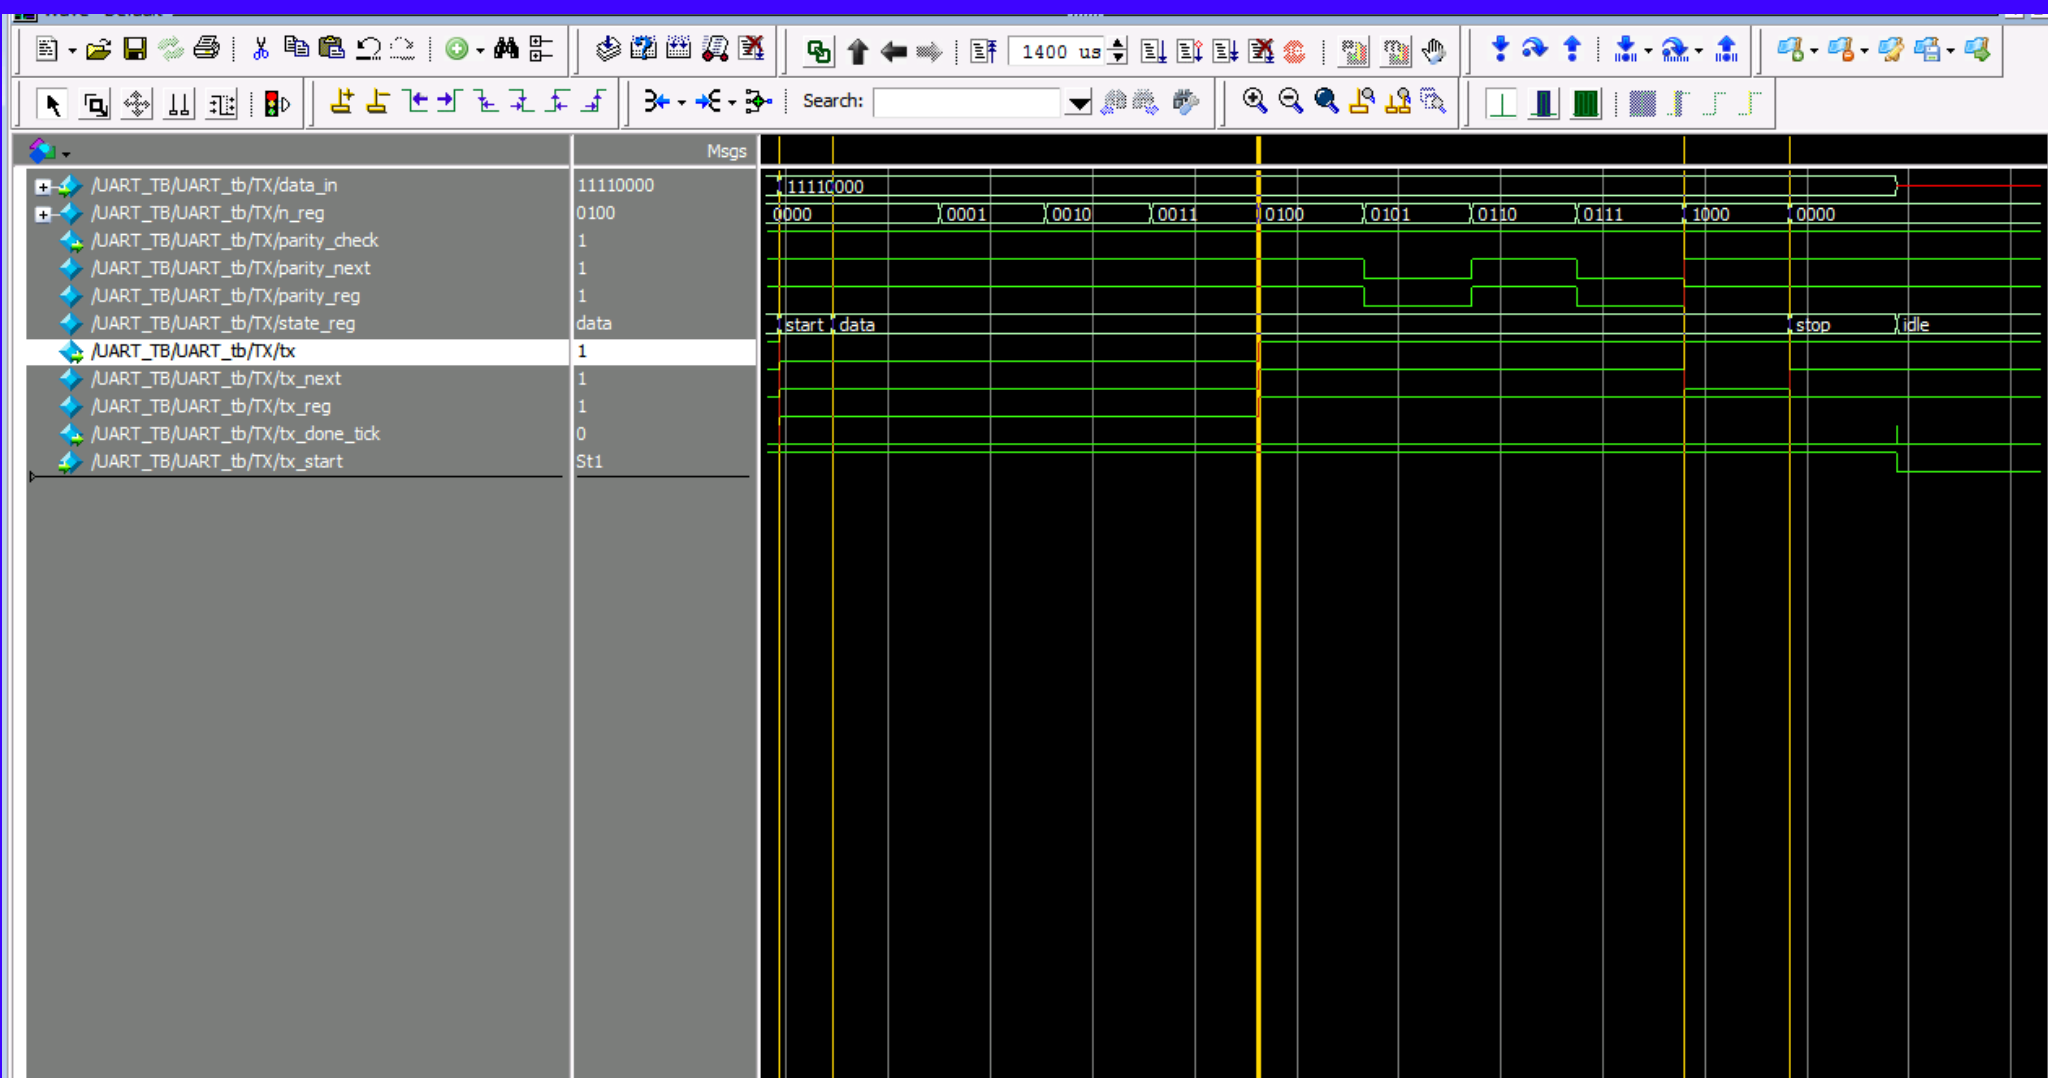 1400 us
Search:
Msgs
/UART_TB/UART_tb/TX/data_in 11110000 11110000
/UART_TB/UART_tb/TX/n_reg 0100 0000 0001 0010 0011 0100 0101 0110 0111 1000 0000
/UART_TB/UART_tb/TX/parity_check 1
/UART_TB/UART_tb/TX/parity_next 1
/UART_TB/UART_tb/TX/parity_reg 1
/UART_TB/UART_tb/TX/state_reg data start data stop idle
/UART_TB/UART_tb/TX/tx 1
/UART_TB/UART_tb/TX/tx_next 1
/UART_TB/UART_tb/TX/tx_reg 1
/UART_TB/UART_tb/TX/tx_done_tick 0
/UART_TB/UART_tb/TX/tx_start St1